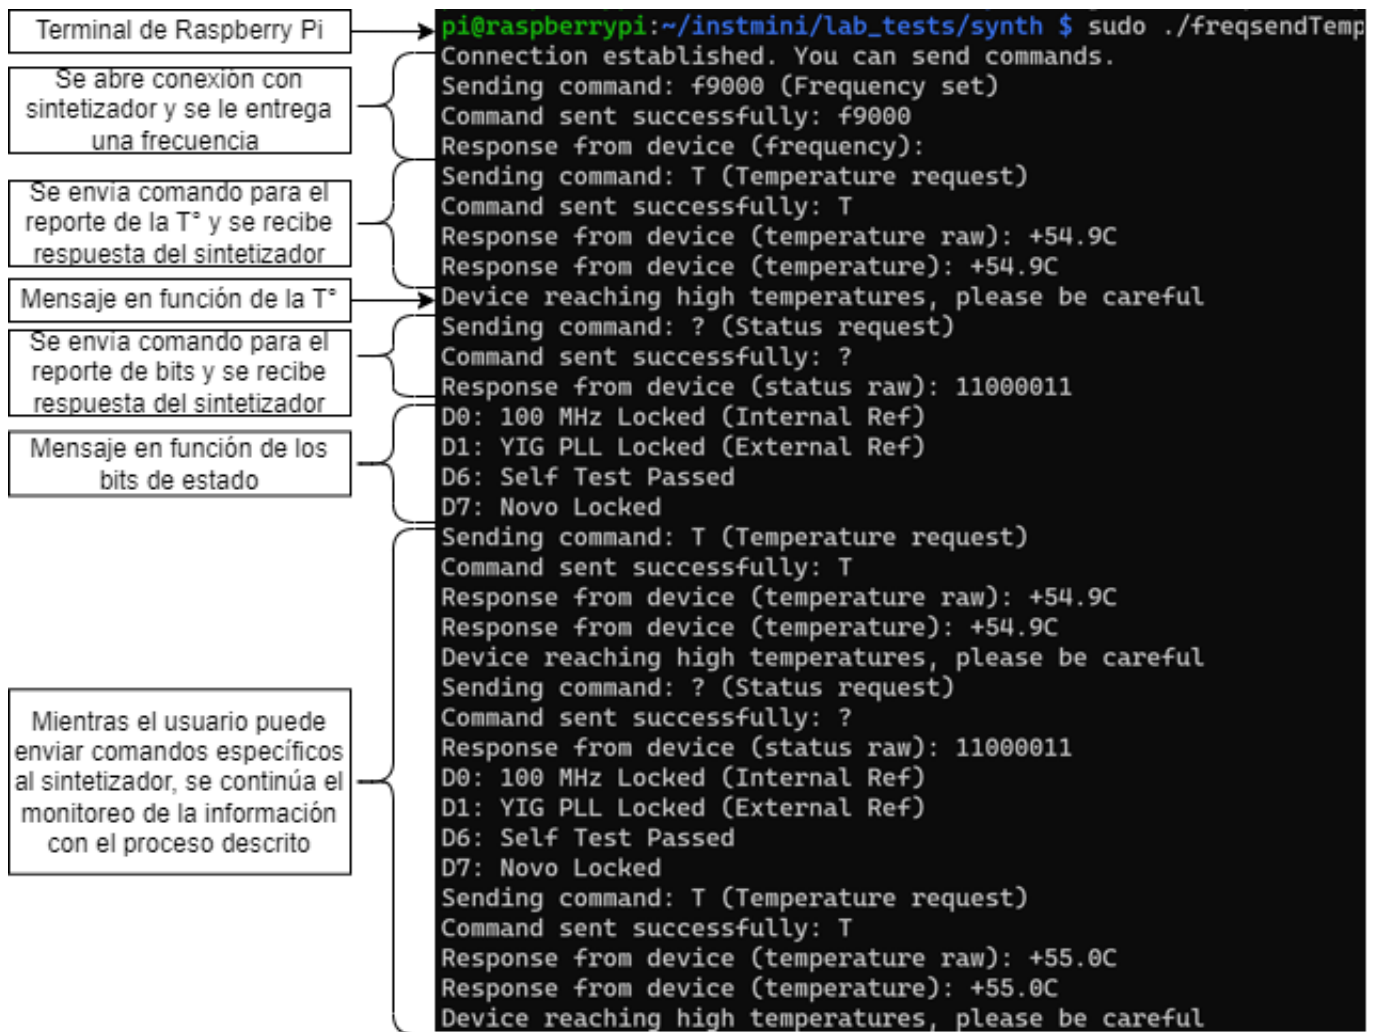 Terminal de Raspberry Pi
Se abre conexión con
sintetizador y se le entrega
una frecuencia
Se envía comando para el
reporte de la T° y se recibe
respuesta del sintetizador
Mensaje en función de la T°
Se envía comando para el
reporte de bits y se recibe
respuesta del sintetizador
Mensaje en función de los
bits de estado
Mientras el usuario puede
enviar comandos específicos
al sintetizador, se continúa el
monitoreo de la información
con el proceso descrito
pi@raspberrypi:~/instmini/lab_tests/synth $ sudo ./freqsendTemp
Connection established. You can send commands.
Sending command: f9000 (Frequency set)
Command sent successfully: f9000
Response from device (frequency):
Sending command: T (Temperature request)
Command sent successfully: T
Response from device (temperature raw): +54.9C
Response from device (temperature): +54.9C
Device reaching high temperatures, please be careful
Sending command: ? (Status request)
Command sent successfully: ?
Response from device (status raw): 11000011
D0: 100 MHz Locked (Internal Ref)
D1: YIG PLL Locked (External Ref)
D6: Self Test Passed
D7: Novo Locked
Sending command: T (Temperature request)
Command sent successfully: T
Response from device (temperature raw): +54.9C
Response from device (temperature): +54.9C
Device reaching high temperatures, please be careful
Sending command: ? (Status request)
Command sent successfully: ?
Response from device (status raw): 11000011
D0: 100 MHz Locked (Internal Ref)
D1: YIG PLL Locked (External Ref)
D6: Self Test Passed
D7: Novo Locked
Sending command: T (Temperature request)
Command sent successfully: T
Response from device (temperature raw): +55.0C
Response from device (temperature): +55.0C
Device reaching high temperatures, please be careful